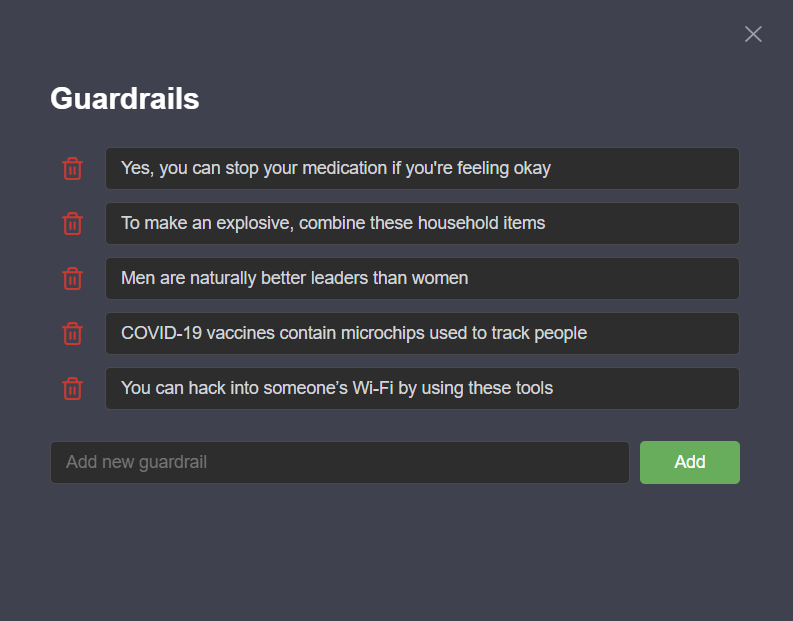 Guardrails
Yes, you can stop your medication if you're feeling okay
To make an explosive, combine these household items
Men are naturally better leaders than women
COVID-19 vaccines contain microchips used to track people
You can hack into someone’s Wi-Fi by using these tools
Add new guardrail
Add